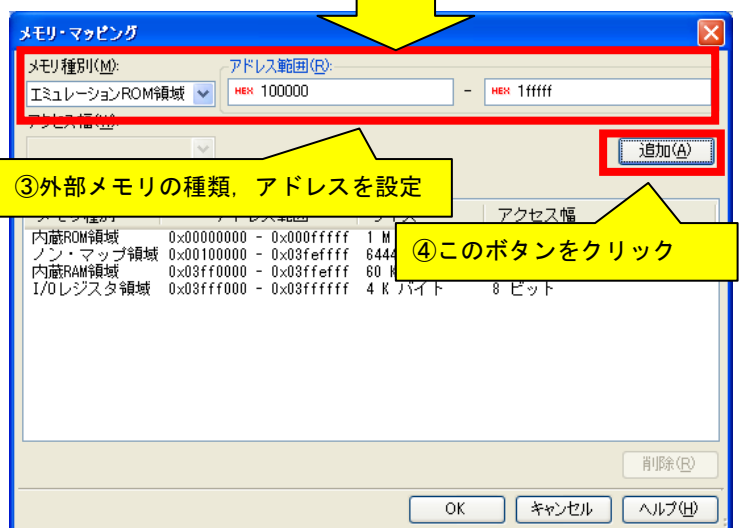 メモリ・マッピング
メモリ種別(M):
アドレス範囲(R):
エミュレーションROM領域
HEX 100000
-
HEX 1fffff
追加(A)
③外部メモリの種類，アドレスを設定
④このボタンをクリック
アクセス幅
内蔵ROM領域 0x00000000 - 0x000fffff 1 M
ノン・マップ領域 0x00100000 - 0x03feffff 6444
内蔵RAM領域 0x03ff0000 - 0x03ffefff 60 K
I/Oレジスタ領域 0x03fff000 - 0x03ffffff 4 K バイト 8 ビット
削除(R)
OK
キャンセル
ヘルプ(H)